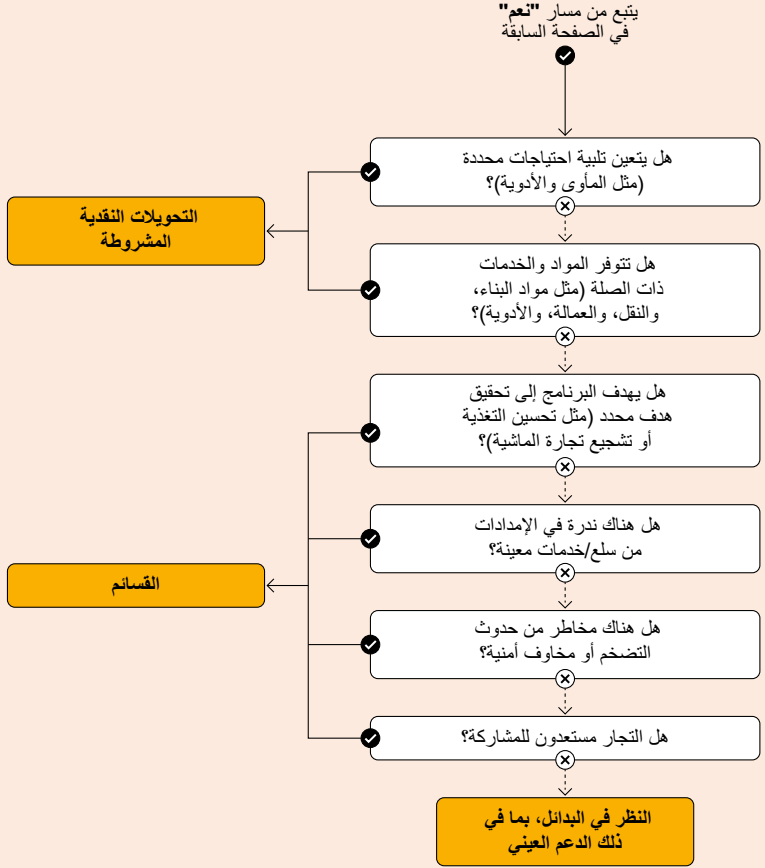 يتبع من مسار "نعم"
في الصفحة السابقة
هل يتعين تلبية احتياجات محددة
(مثل المأوى والأدوية)؟
التحويلات النقدية
المشروطة
هل تتوفر المواد والخدمات
ذات الصلة (مثل مواد البناء،
والنقل، والعمالة، والأدوية)؟
هل يهدف البرنامج إلى تحقيق
هدف محدد (مثل تحسين التغذية
أو تشجيع تجارة الماشية)؟
هل هناك ندرة في الإمدادات
من سلع/خدمات معينة؟
القسائم
هل هناك مخاطر من حدوث
التضخم أو مخاوف أمنية؟
هل التجار مستعدون للمشاركة؟
النظر في البدائل، بما في
ذلك الدعم العيني